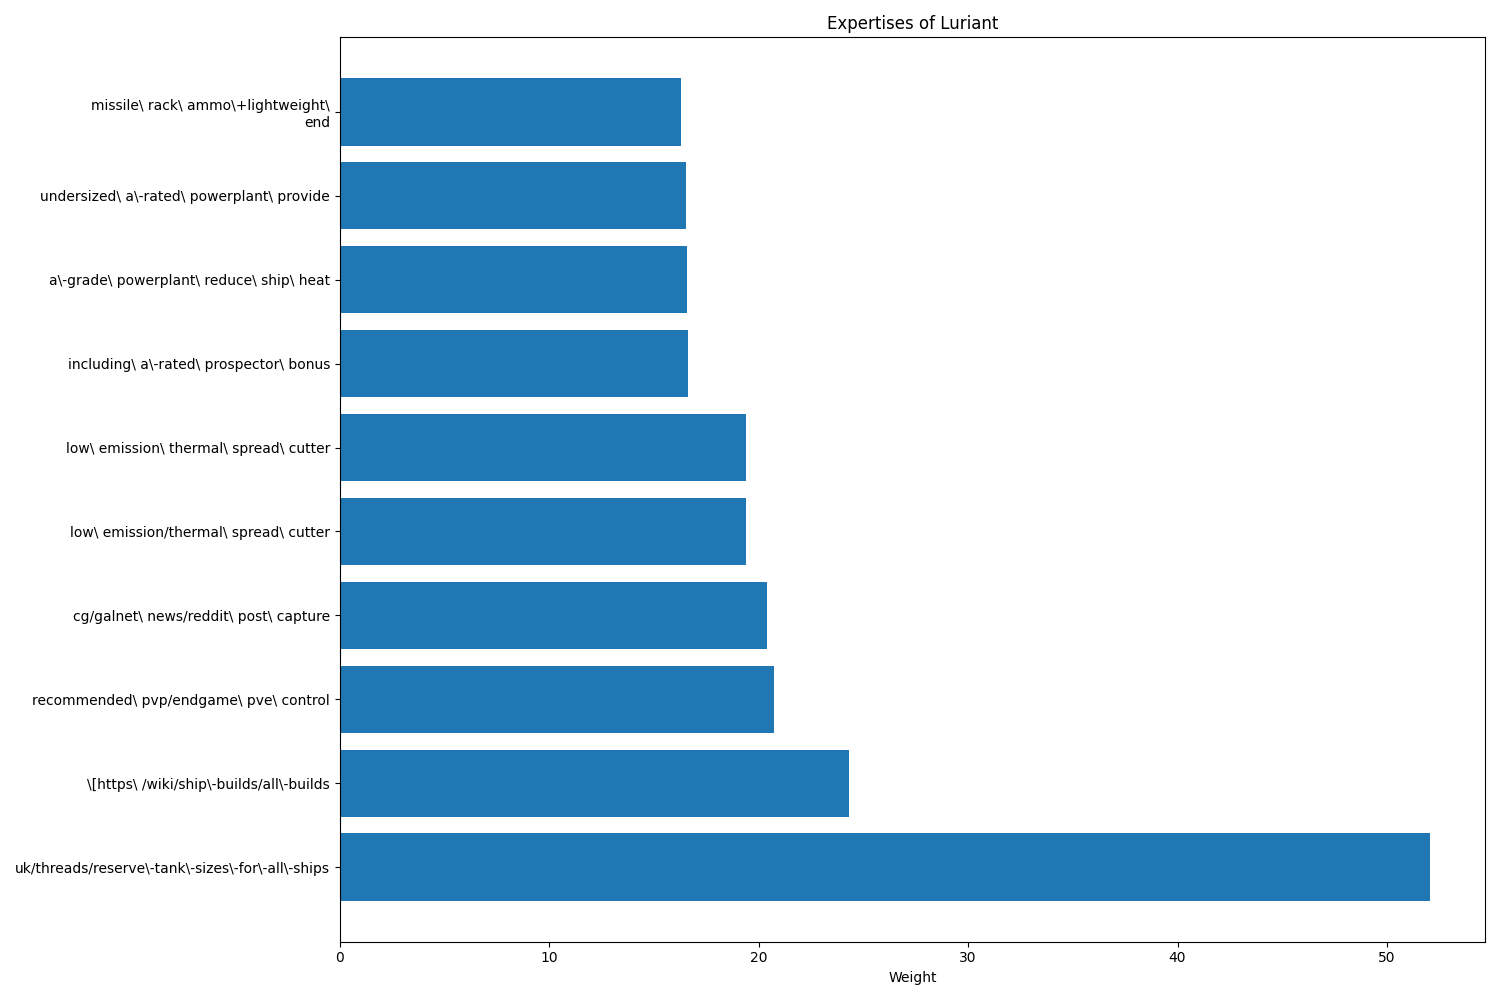 Expertises of Luriant
missile\ rack\ ammo\+lightweight\
end
undersized\ a\-rated\ powerplant\ provide
a\-grade\ powerplant\ reduce\ ship\ heat
including\ a\-rated\ prospector\ bonus
low\ emission\ thermal\ spread\ cutter
low\ emission/thermal\ spread\ cutter
cg/galnet\ news/reddit\ post\ capture
recommended\ pvp/endgame\ pve\ control
\[https\ /wiki/ship\-builds/all\-builds
uk/threads/reserve\-tank\-sizes\-for\-all\-ships
0 10 20 30 40 50
Weight